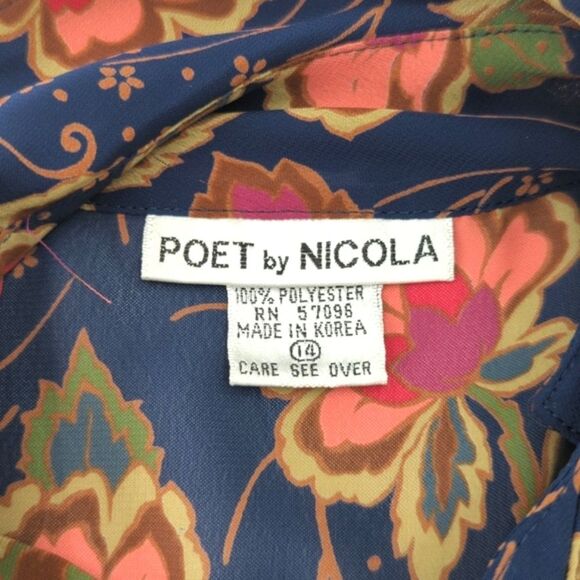 POET by NICOLA
100% POLYESTER
RN 57098
MADE IN KOREA
14
CARE SEE OVER